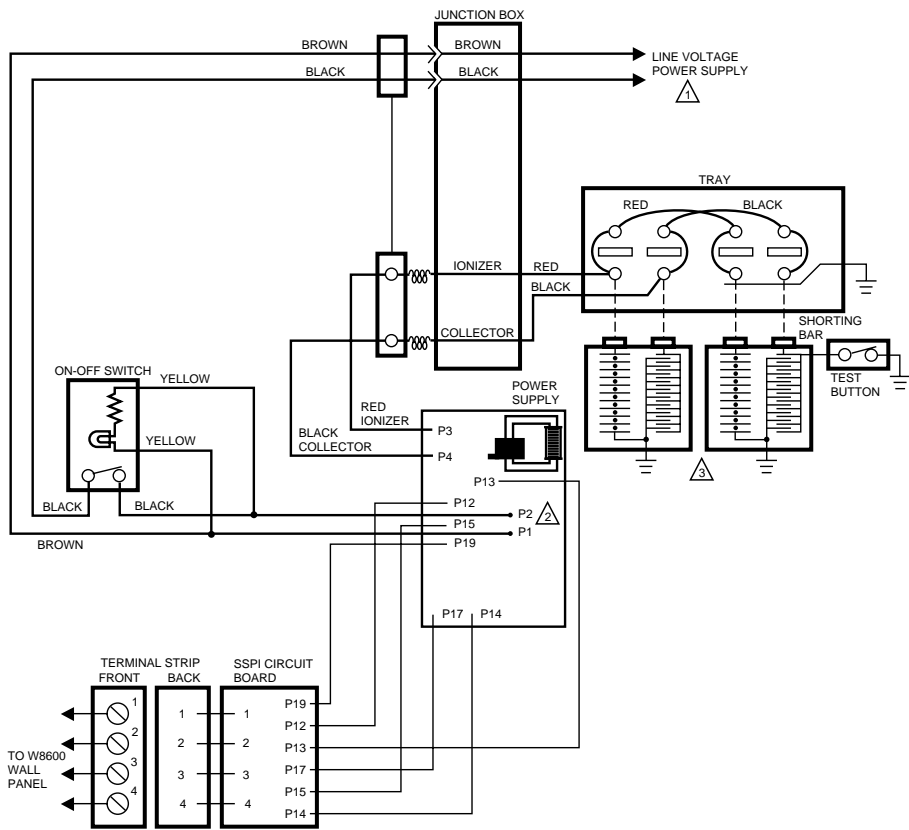 JUNCTION BOX
BROWN
BROWN
BLACK
BLACK
LINE VOLTAGE
POWER SUPPLY
1
TRAY
RED
BLACK
IONIZER
RED
BLACK
COLLECTOR
SHORTING
BAR
TEST
BUTTON
3
ON-OFF SWITCH
YELLOW
YELLOW
BLACK
BLACK
BROWN
RED
IONIZER
BLACK
COLLECTOR
POWER
SUPPLY
P3
P4
P13
P12
P2
2
P15
P1
P19
P17
P14
TERMINAL STRIP
FRONT
BACK
SSPI CIRCUIT
BOARD
TO W8600
WALL
PANEL
1
2
3
4
1
2
3
4
1
2
3
4
P19
P12
P13
P17
P15
P14